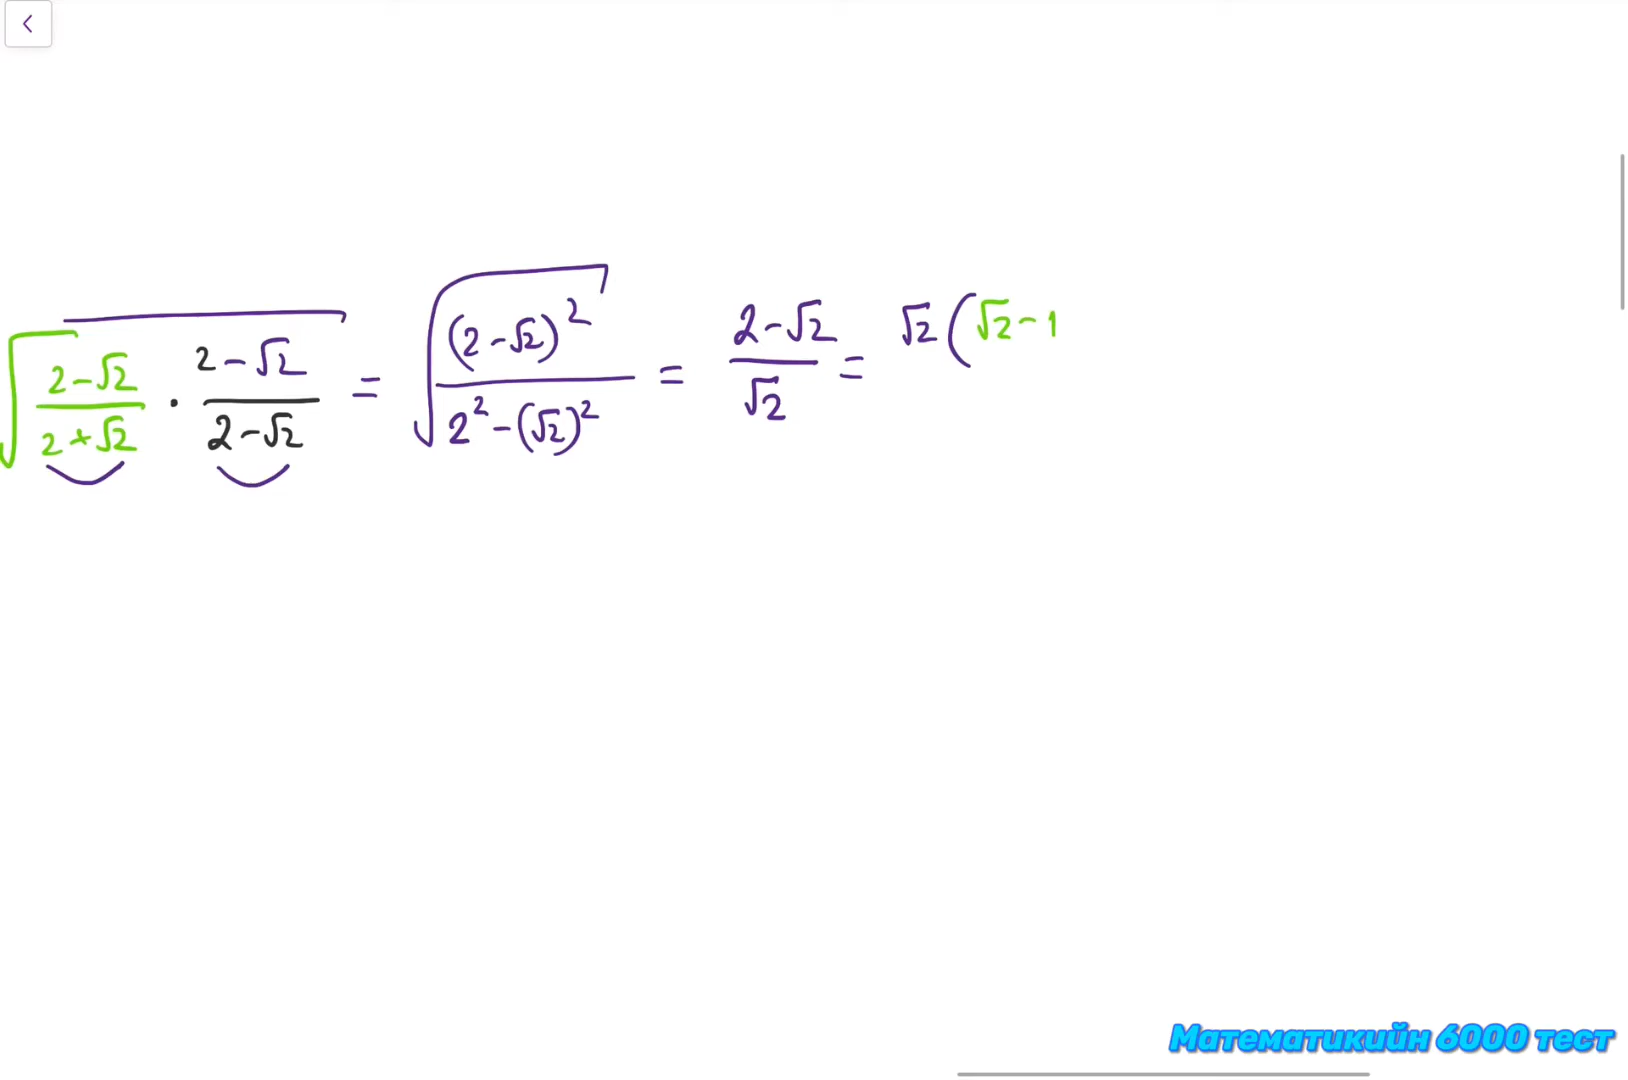 √((2-√2)/(2+√2) · (2-√2)/(2-√2)) = √((2-√2)²/(2²-(√2)²)) = (2-√2)/√2 = √2(√2-1
Математикийн 6000 тест